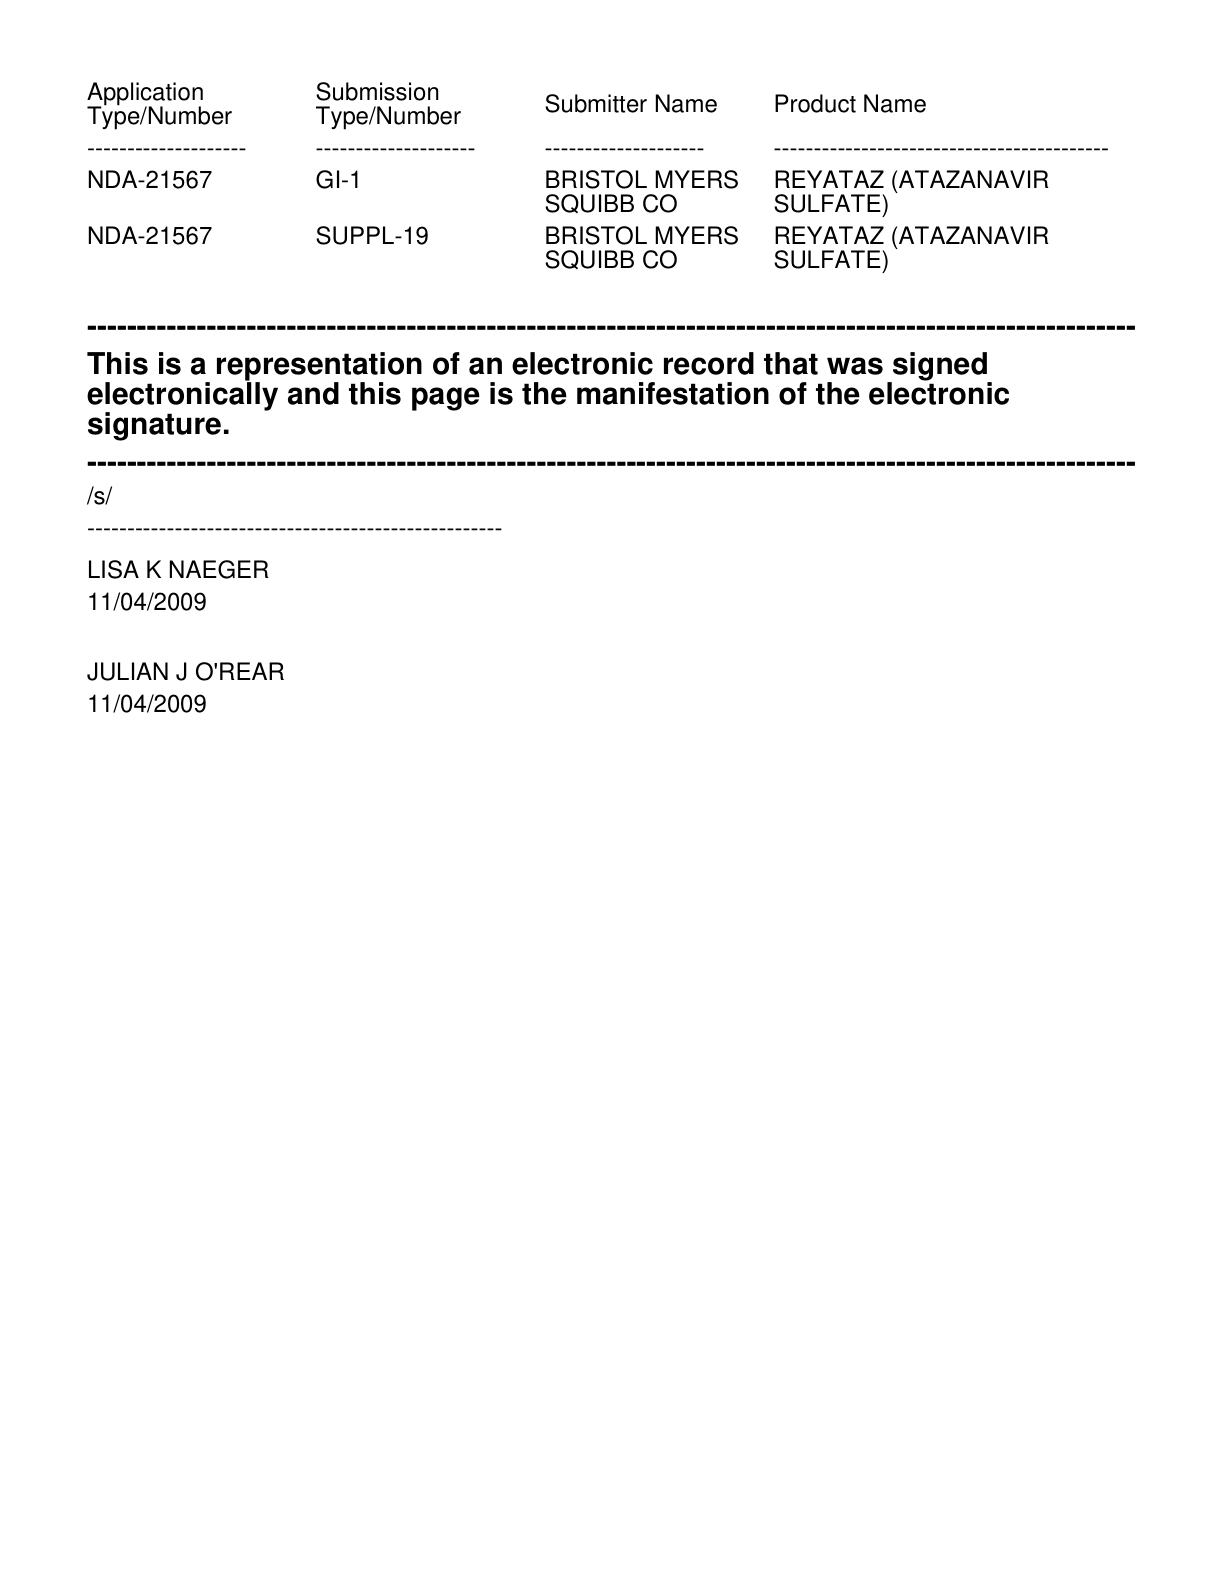 Application Type/Number Submission Type/Number Submitter Name Product Name
-------------------- -------------------- -------------------- ------------------------------------------
NDA-21567 GI-1 BRISTOL MYERS SQUIBB CO REYATAZ (ATAZANAVIR SULFATE)
NDA-21567 SUPPL-19 BRISTOL MYERS SQUIBB CO REYATAZ (ATAZANAVIR SULFATE)
---------------------------------------------------------------------------------------------------------
This is a representation of an electronic record that was signed
electronically and this page is the manifestation of the electronic
signature.
---------------------------------------------------------------------------------------------------------
/s/
----------------------------------------------------
LISA K NAEGER
11/04/2009
JULIAN J O'REAR
11/04/2009